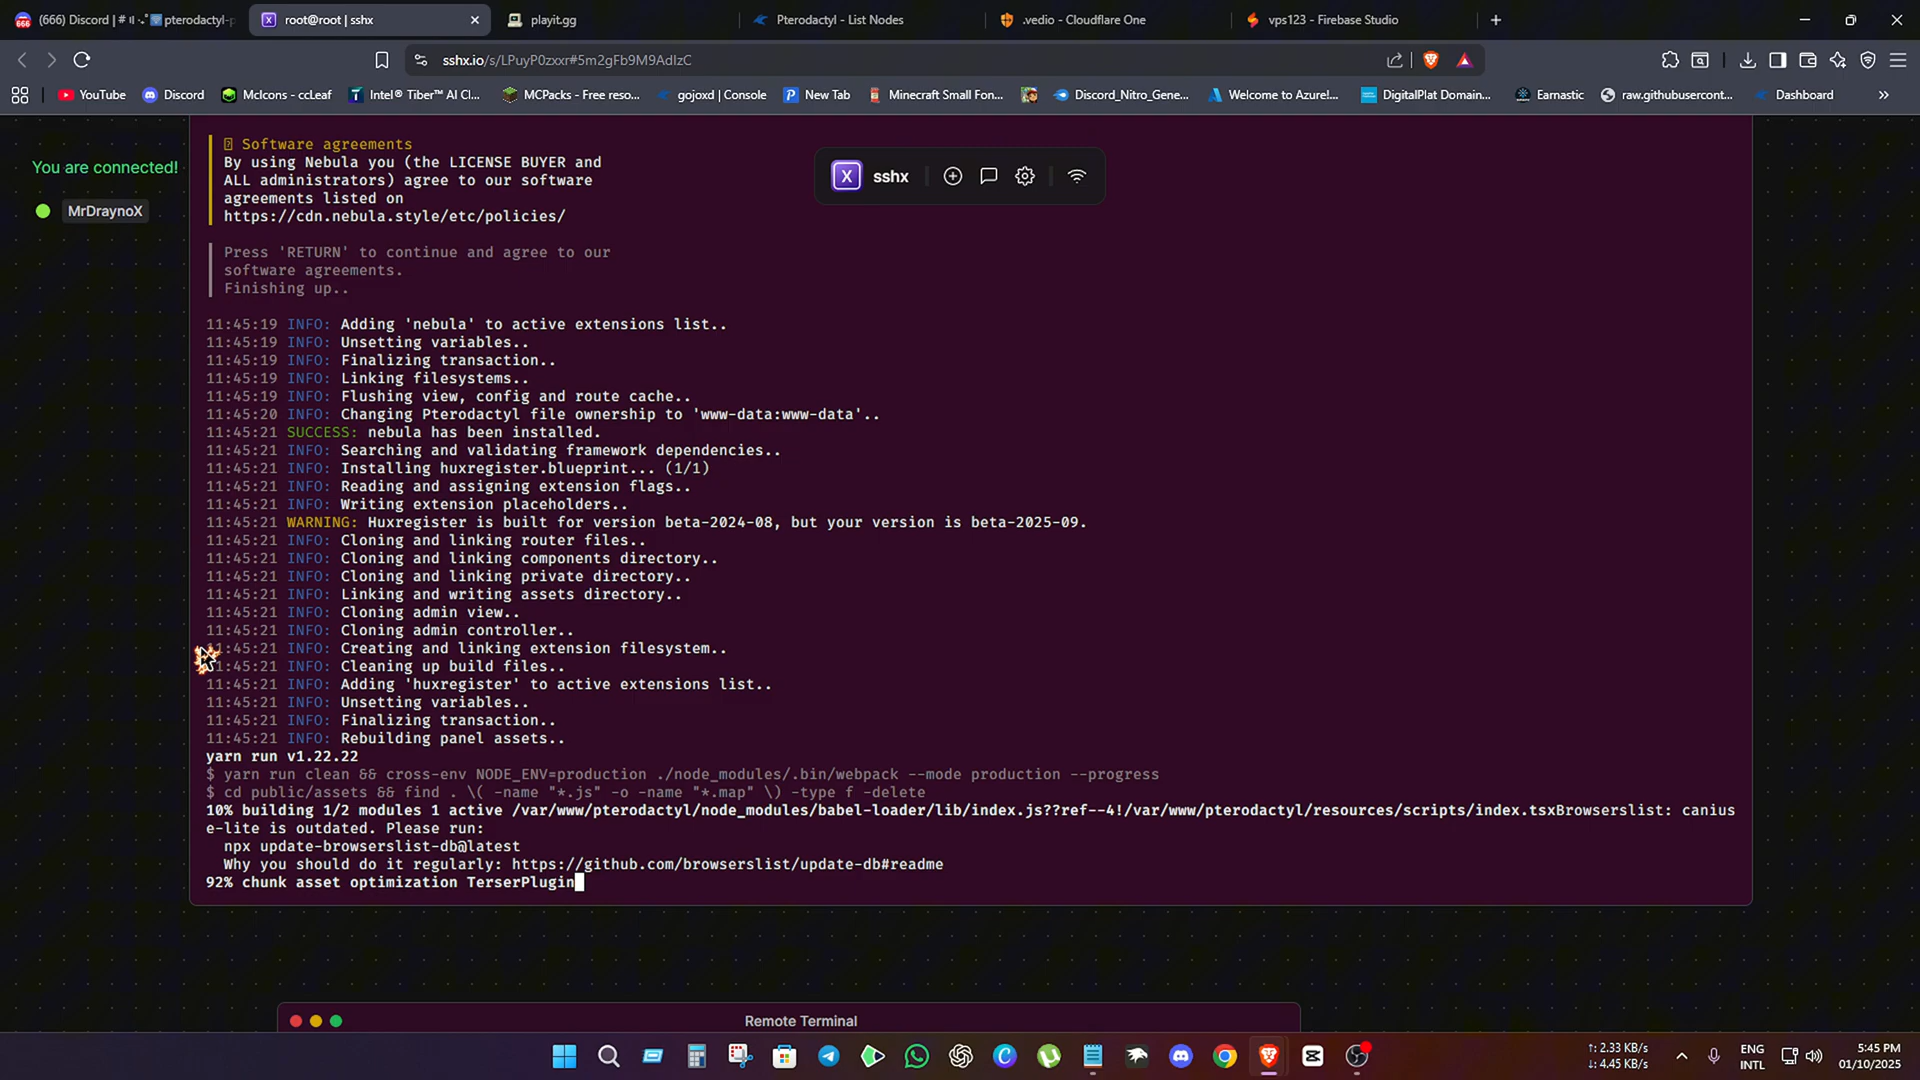 (666) Discord | # pterodactyl-p
root@root | sshx
playit.gg
Pterodactyl - List Nodes
.vedio - Cloudflare One
vps123 - Firebase Studio
sshx.io/s/LPuyP0zxxr#5m2gFb9M9AdIzC
YouTube
Discord
McIcons - ccLeaf
Intel® Tiber™ AI Cl...
MCPacks - Free reso...
gojoxd | Console
New Tab
Minecraft Small Fon...
Discord_Nitro_Gene...
Welcome to Azure!...
DigitalPlat Domain...
Earnastic
raw.githubusercont...
Dashboard
You are connected!
MrDraynoX
sshx
Software agreements
By using Nebula you (the LICENSE BUYER and
ALL administrators) agree to our software
agreements listed on
https://cdn.nebula.style/etc/policies/
Press 'RETURN' to continue and agree to our
software agreements.
Finishing up..
11:45:19 INFO: Adding 'nebula' to active extensions list..
11:45:19 INFO: Unsetting variables..
11:45:19 INFO: Finalizing transaction..
11:45:19 INFO: Linking filesystems..
11:45:19 INFO: Flushing view, config and route cache..
11:45:20 INFO: Changing Pterodactyl file ownership to 'www-data:www-data'..
11:45:21 SUCCESS: nebula has been installed.
11:45:21 INFO: Searching and validating framework dependencies..
11:45:21 INFO: Installing huxregister.blueprint... (1/1)
11:45:21 INFO: Reading and assigning extension flags..
11:45:21 INFO: Writing extension placeholders..
11:45:21 WARNING: Huxregister is built for version beta-2024-08, but your version is beta-2025-09.
11:45:21 INFO: Cloning and linking router files..
11:45:21 INFO: Cloning and linking components directory..
11:45:21 INFO: Cloning and linking private directory..
11:45:21 INFO: Linking and writing assets directory..
11:45:21 INFO: Cloning admin view..
11:45:21 INFO: Cloning admin controller..
11:45:21 INFO: Creating and linking extension filesystem..
11:45:21 INFO: Cleaning up build files..
11:45:21 INFO: Adding 'huxregister' to active extensions list..
11:45:21 INFO: Unsetting variables..
11:45:21 INFO: Finalizing transaction..
11:45:21 INFO: Rebuilding panel assets..
yarn run v1.22.22
$ yarn run clean && cross-env NODE_ENV=production ./node_modules/.bin/webpack --mode production --progress
$ cd public/assets && find . \( -name "*.js" -o -name "*.map" \) -type f -delete
10% building 1/2 modules 1 active /var/www/pterodactyl/node_modules/babel-loader/lib/index.js??ref--4!/var/www/pterodactyl/resources/scripts/index.tsxBrowserslist: canius
e-lite is outdated. Please run:
npx update-browserslist-db@latest
Why you should do it regularly: https://github.com/browserslist/update-db#readme
92% chunk asset optimization TerserPlugin
Remote Terminal
↑: 2.33 KB/s
↓: 4.45 KB/s
ENG
INTL
5:45 PM
01/10/2025